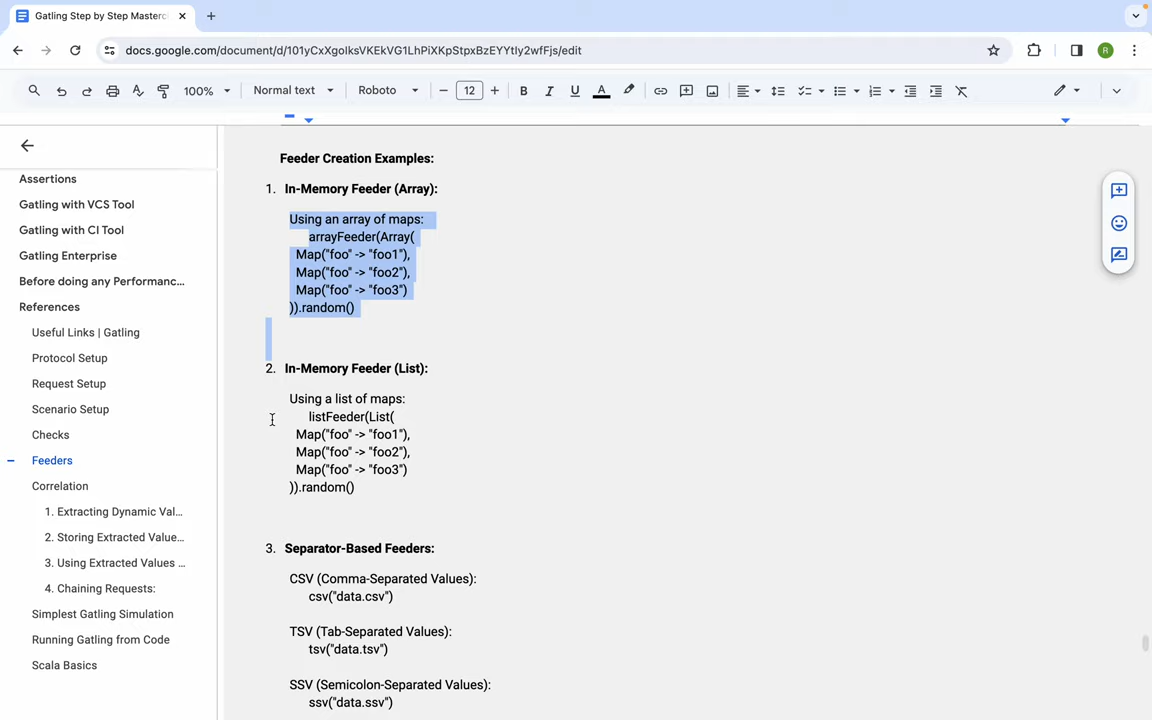 Gatling Step by Step Masterc
docs.google.com/document/d/101yCxXgoIksVKEkVG1LhPiXKpStpxBzEYYtIy2wfFjs/edit
R
100%
Normal text
Roboto
12
B I U A
Assertions
Gatling with VCS Tool
Gatling with CI Tool
Gatling Enterprise
Before doing any Performanc...
References
Useful Links | Gatling
Protocol Setup
Request Setup
Scenario Setup
Checks
Feeders
Correlation
1. Extracting Dynamic Val...
2. Storing Extracted Value...
3. Using Extracted Values ...
4. Chaining Requests:
Simplest Gatling Simulation
Running Gatling from Code
Scala Basics
Feeder Creation Examples:
1. In-Memory Feeder (Array):
Using an array of maps:
arrayFeeder(Array(
Map("foo" -> "foo1"),
Map("foo" -> "foo2"),
Map("foo" -> "foo3")
)).random()
2. In-Memory Feeder (List):
Using a list of maps:
listFeeder(List(
Map("foo" -> "foo1"),
Map("foo" -> "foo2"),
Map("foo" -> "foo3")
)).random()
3. Separator-Based Feeders:
CSV (Comma-Separated Values):
csv("data.csv")
TSV (Tab-Separated Values):
tsv("data.tsv")
SSV (Semicolon-Separated Values):
ssv("data.ssv")